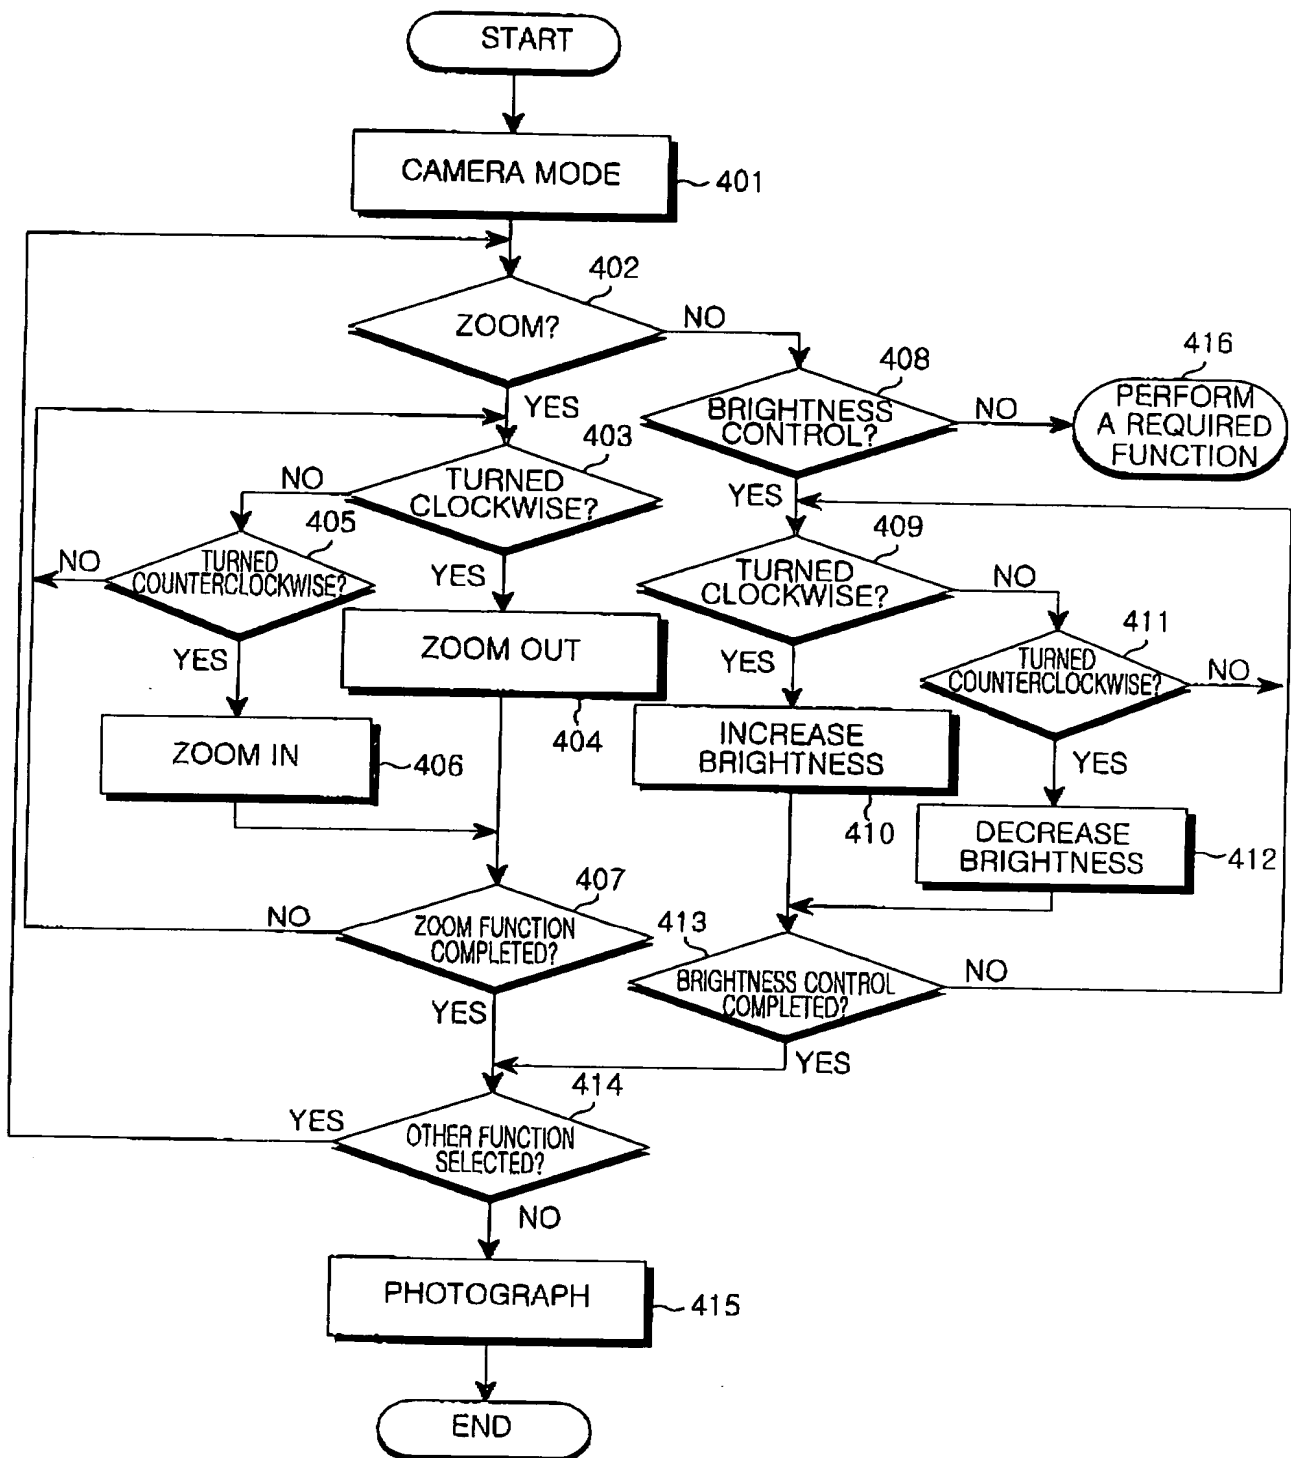 START
CAMERA MODE
401
402
ZOOM?
NO
YES
408
BRIGHTNESS
CONTROL?
NO
416
PERFORM
A REQUIRED
FUNCTION
YES
403
TURNED
CLOCKWISE?
NO
YES
405
TURNED
COUNTERCLOCKWISE?
NO
YES
409
TURNED
CLOCKWISE?
NO
YES
411
TURNED
COUNTERCLOCKWISE?
NO
YES
ZOOM OUT
404
ZOOM IN
406
INCREASE
BRIGHTNESS
410
DECREASE
BRIGHTNESS
412
407
ZOOM FUNCTION
COMPLETED?
NO
YES
413
BRIGHTNESS CONTROL
COMPLETED?
NO
YES
414
OTHER FUNCTION
SELECTED?
YES
NO
PHOTOGRAPH
415
END